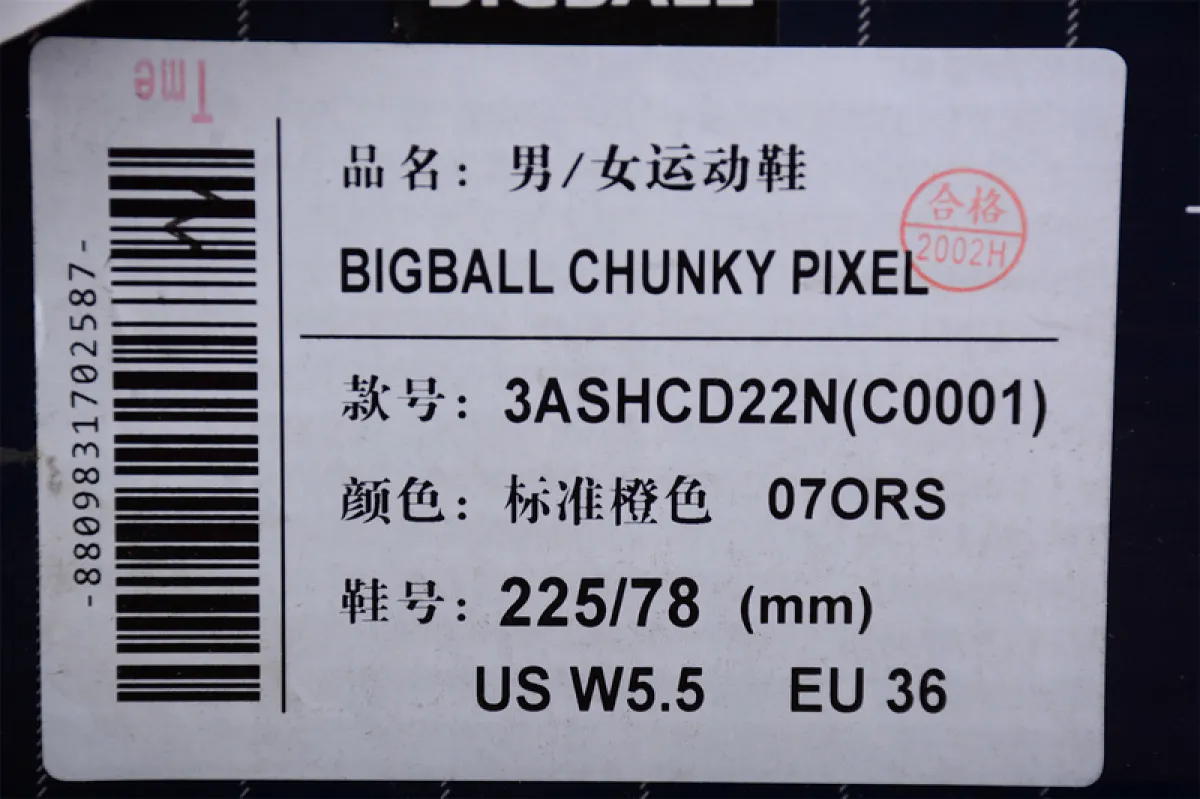 BIGBALL
Tme
品名：男/女运动鞋
BIGBALL CHUNKY PIXEL
合格
2002H
款号：3ASHCD22N(C0001)
颜色：标准橙色 07ORS
鞋号：225/78 (mm)
US W5.5 EU 36
-8809831702587-